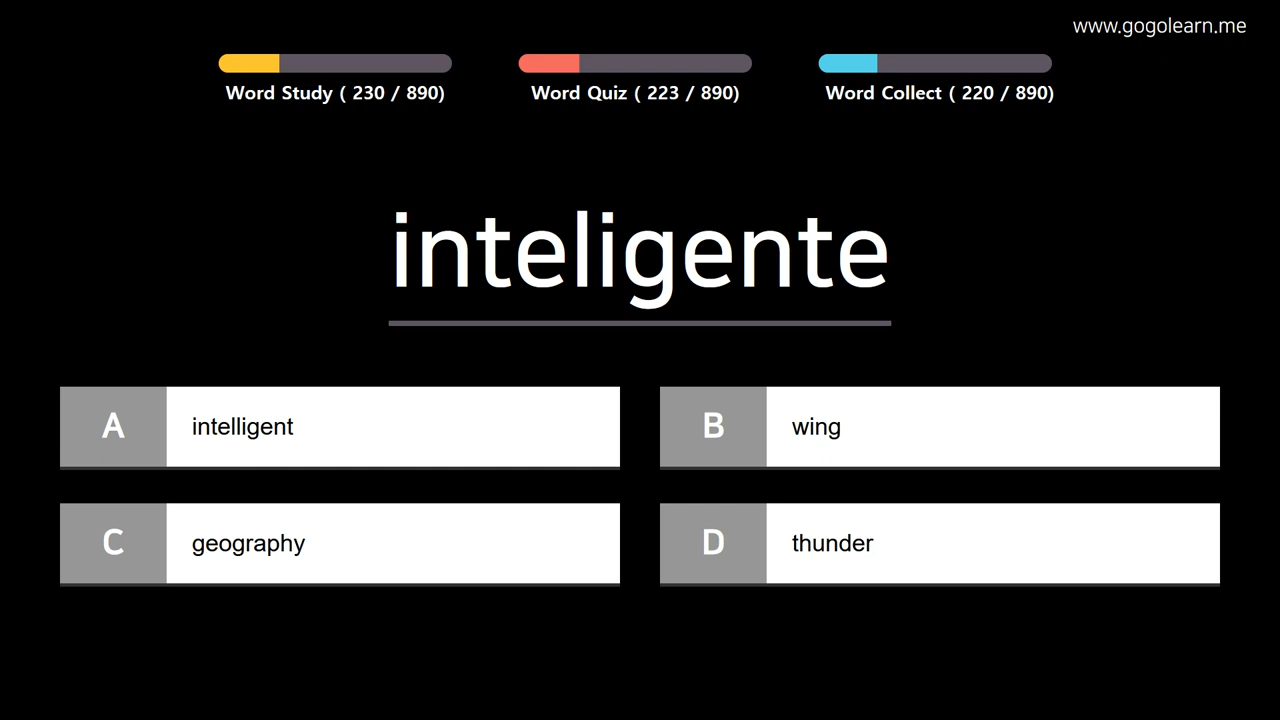 www.gogolearn.me
Word Study ( 230 / 890)
Word Quiz ( 223 / 890)
Word Collect ( 220 / 890)
inteligente
A intelligent
B wing
C geography
D thunder